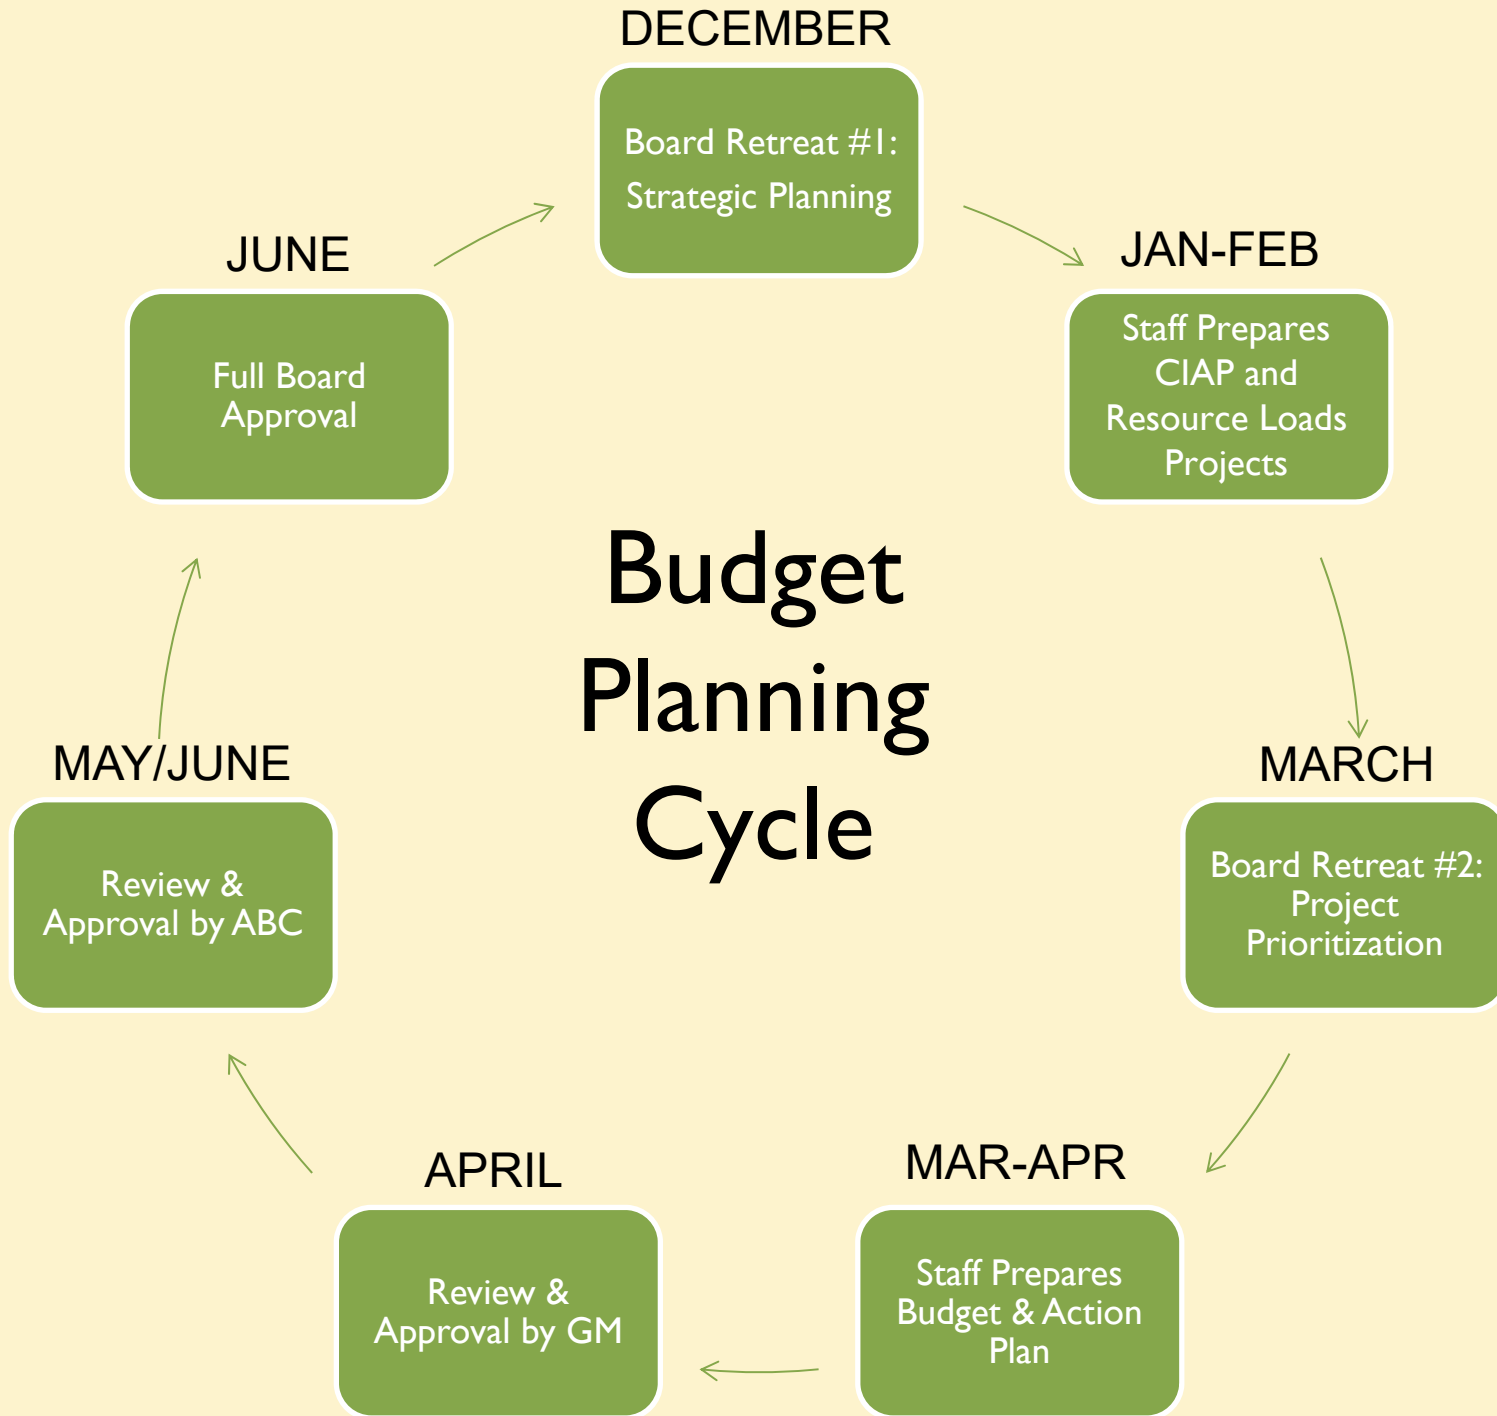 DECEMBER
Board Retreat #1:
Strategic Planning
JAN-FEB
Staff Prepares
CIAP and
Resource Loads
Projects
MARCH
Board Retreat #2:
Project
Prioritization
MAR-APR
Staff Prepares
Budget & Action
Plan
APRIL
Review &
Approval by GM
MAY/JUNE
Review &
Approval by ABC
JUNE
Full Board
Approval
Budget
Planning
Cycle